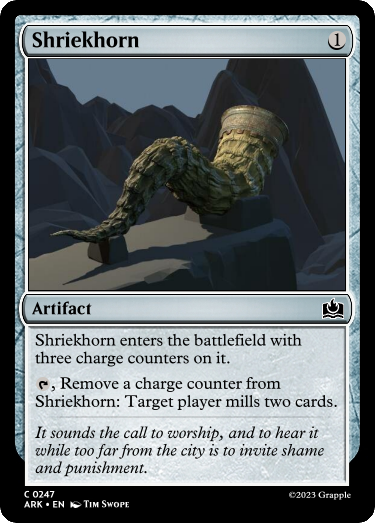 Shriekhorn 1
Artifact
Shriekhorn enters the battlefield with
three charge counters on it.
, Remove a charge counter from
Shriekhorn: Target player mills two cards.
It sounds the call to worship, and to hear it
while too far from the city is to invite shame
and punishment.
C 0247
ARK • EN Tim Swope
©2023 Grapple